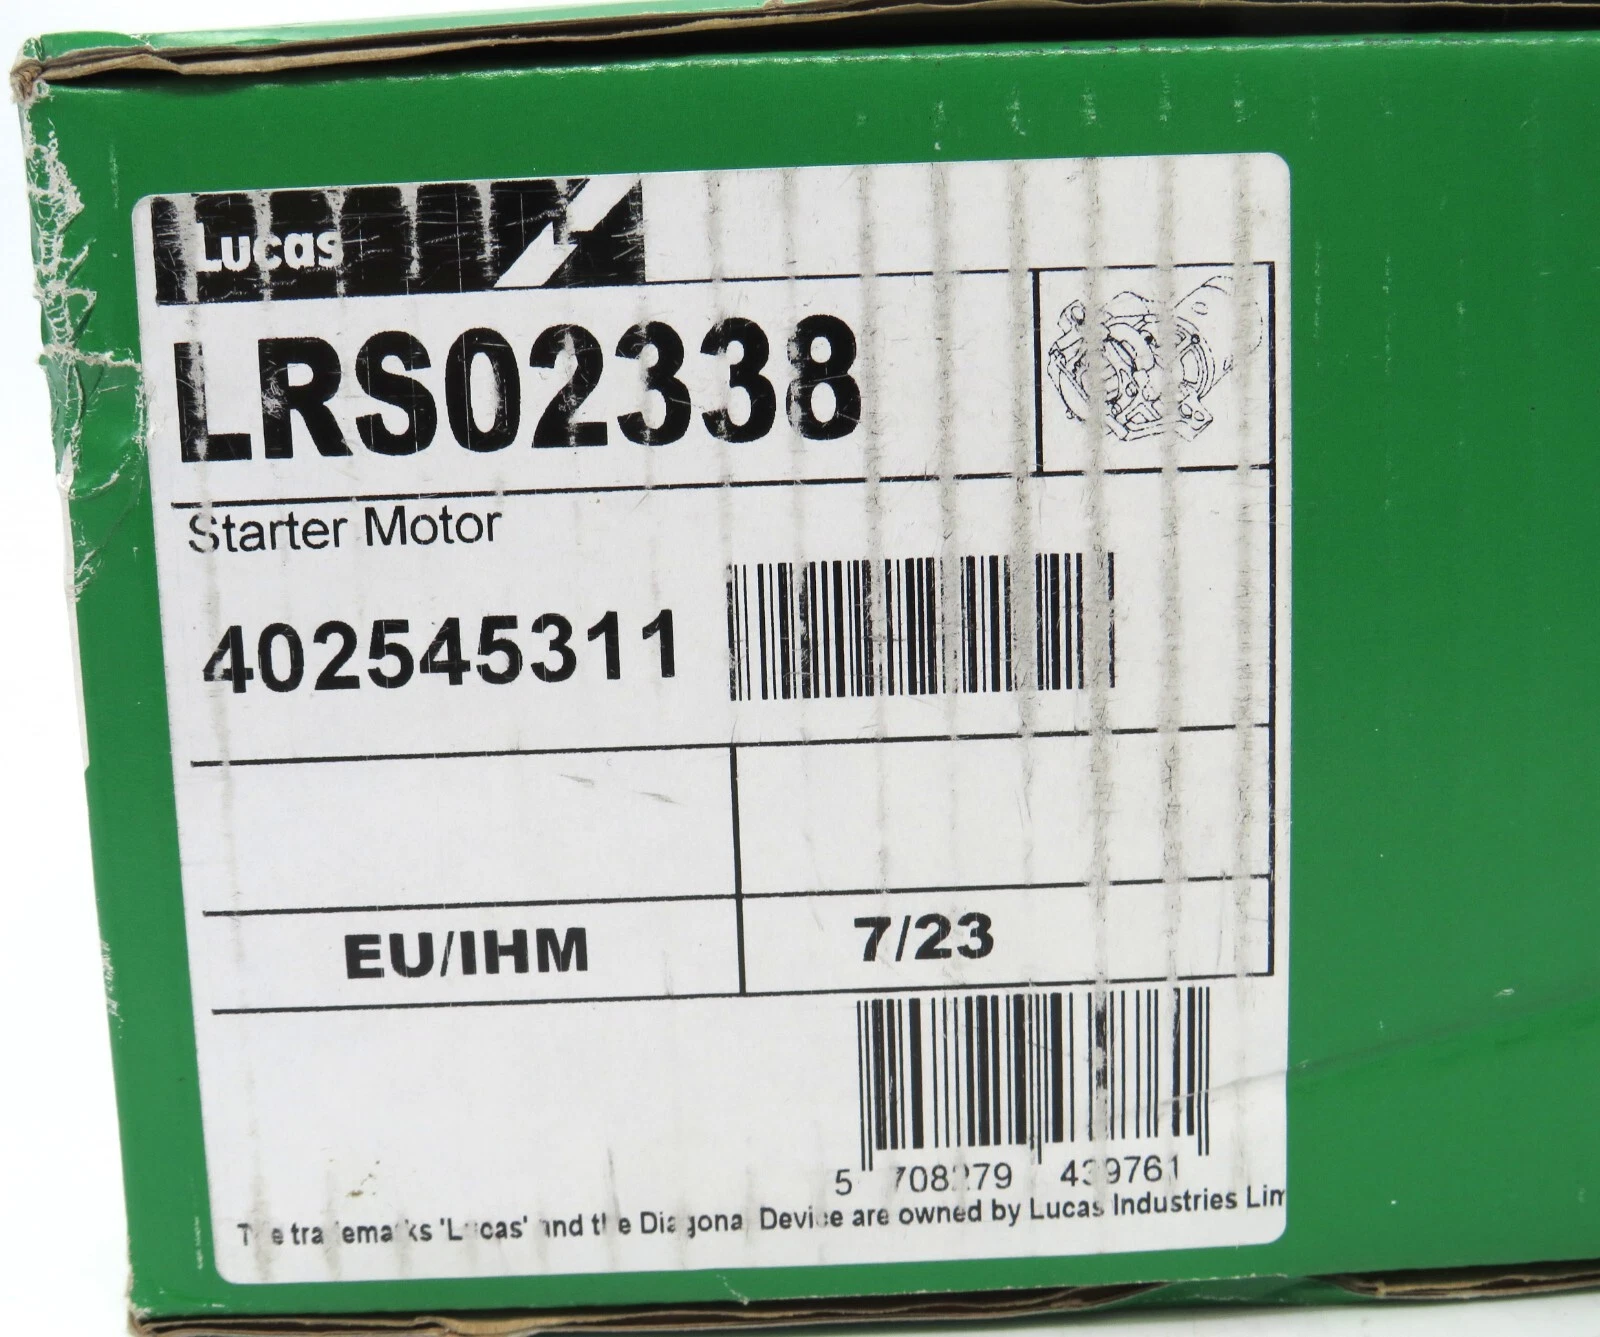 Lucas
LRS02338
Starter Motor
402545311
EU/IHM
7/23
5 708279 439761
The trademarks 'Lucas' and the Diagonal Device are owned by Lucas Industries Lim